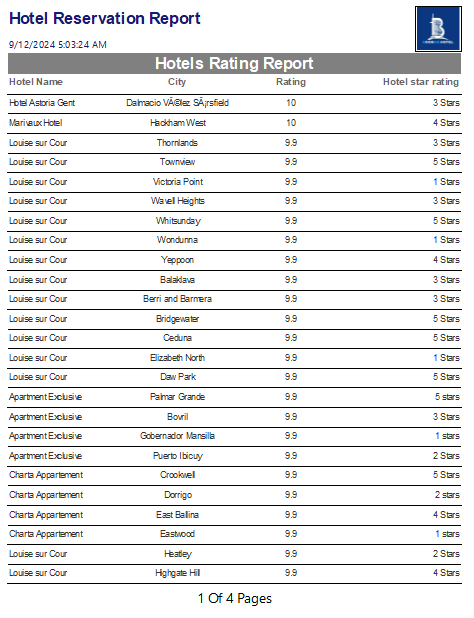 Hotel Reservation Report
9/12/2024 5:03:24 AM
Hotels Rating Report
Hotel Name City Rating Hotel star rating
Hotel Astoria Gent Dalmacio VÃ©lez SÃ¡rsfield 10 3 Stars
Marivaux Hotel Hackham West 10 4 Stars
Louise sur Cour Thornlands 9.9 3 Stars
Louise sur Cour Townview 9.9 5 Stars
Louise sur Cour Victoria Point 9.9 1 Stars
Louise sur Cour Wavell Heights 9.9 3 Stars
Louise sur Cour Whitsunday 9.9 5 Stars
Louise sur Cour Wondunna 9.9 1 Stars
Louise sur Cour Yeppoon 9.9 4 Stars
Louise sur Cour Balaklava 9.9 3 Stars
Louise sur Cour Berri and Barmera 9.9 3 Stars
Louise sur Cour Bridgewater 9.9 5 Stars
Louise sur Cour Ceduna 9.9 5 Stars
Louise sur Cour Elizabeth North 9.9 1 Stars
Louise sur Cour Daw Park 9.9 5 Stars
Apartment Exclusive Palmar Grande 9.9 5 stars
Apartment Exclusive Bovril 9.9 3 Stars
Apartment Exclusive Gobernador Mansilla 9.9 1 stars
Apartment Exclusive Puerto Ibicuy 9.9 2 Stars
Charta Appartement Crookwell 9.9 5 Stars
Charta Appartement Dorrigo 9.9 2 stars
Charta Appartement East Ballina 9.9 4 Stars
Charta Appartement Eastwood 9.9 1 stars
Louise sur Cour Heatley 9.9 2 Stars
Louise sur Cour Highgate Hill 9.9 4 Stars
1 Of 4 Pages